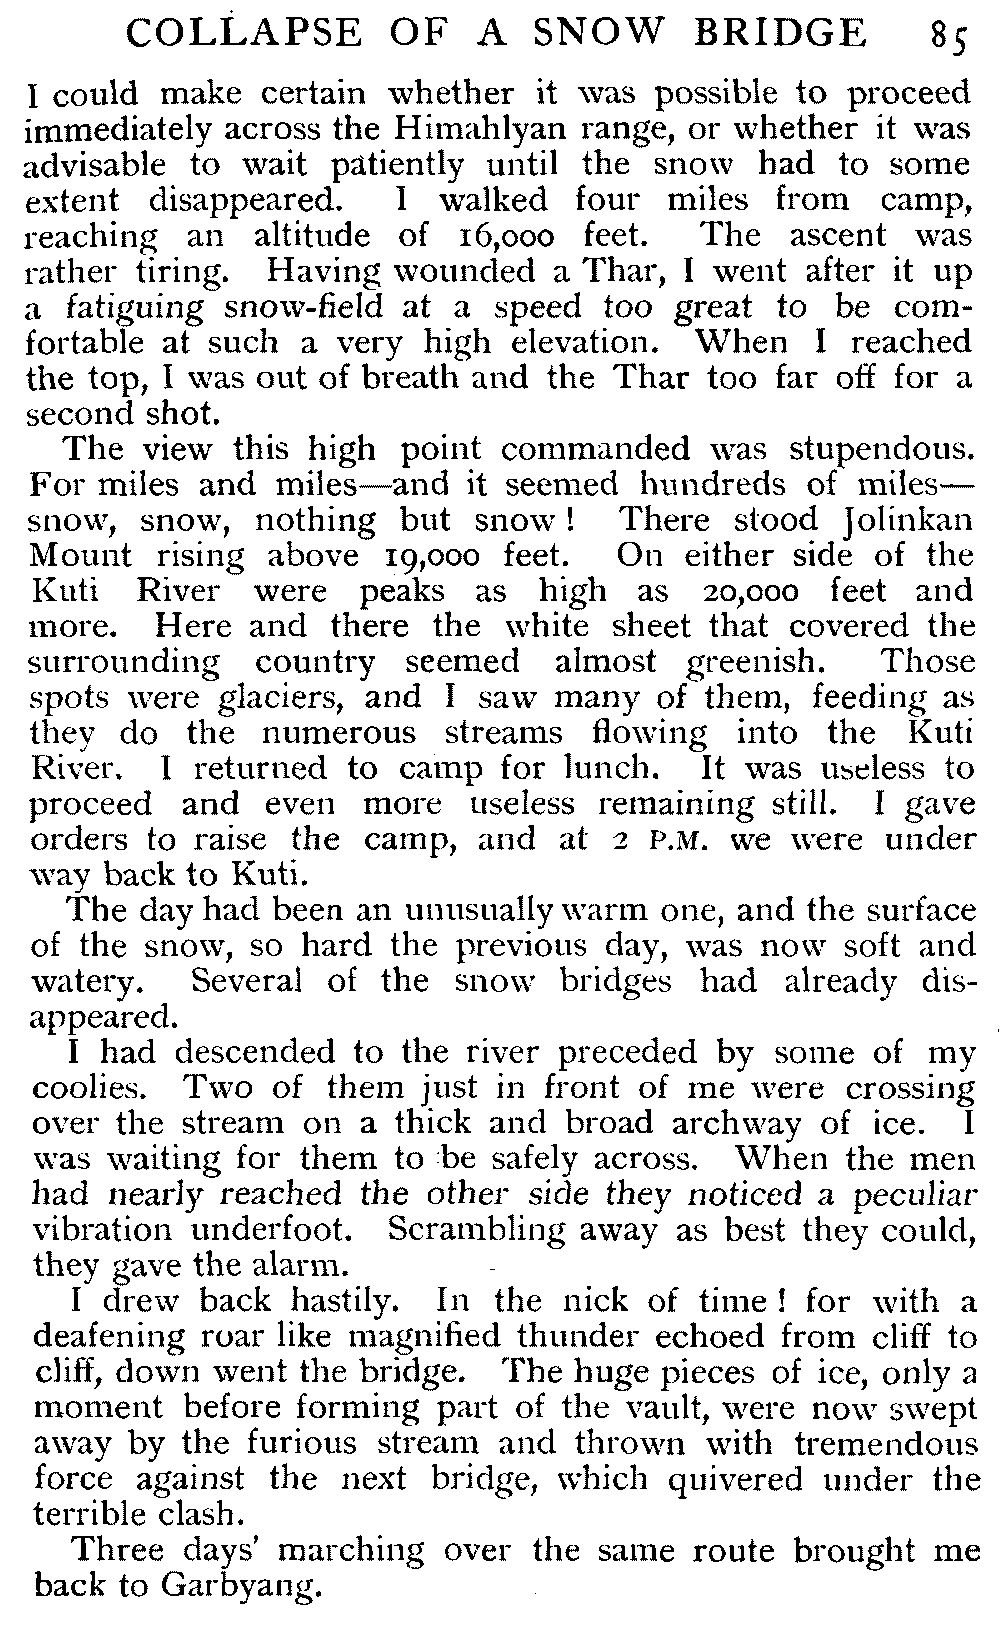 COLLAPSE OF A SNOW BRIDGE 85
I could make certain whether it was possible to proceed
immediately across the Himahlyan range, or whether it was
advisable to wait patiently until the snow had to some
extent disappeared. I walked four miles from camp,
reaching an altitude of 16,000 feet. The ascent was
rather tiring. Having wounded a Thar, I went after it up
a fatiguing snow-field at a speed too great to be com-
fortable at such a very high elevation. When I reached
the top, I was out of breath and the Thar too far off for a
second shot.
The view this high point commanded was stupendous.
For miles and miles—and it seemed hundreds of miles—
snow, snow, nothing but snow! There stood Jolinkan
Mount rising above 19,000 feet. On either side of the
Kuti River were peaks as high as 20,000 feet and
more. Here and there the white sheet that covered the
surrounding country seemed almost greenish. Those
spots were glaciers, and I saw many of them, feeding as
they do the numerous streams flowing into the Kuti
River. I returned to camp for lunch. It was useless to
proceed and even more useless remaining still. I gave
orders to raise the camp, and at 2 P.M. we were under
way back to Kuti.
The day had been an unusually warm one, and the surface
of the snow, so hard the previous day, was now soft and
watery. Several of the snow bridges had already dis-
appeared.
I had descended to the river preceded by some of my
coolies. Two of them just in front of me were crossing
over the stream on a thick and broad archway of ice. I
was waiting for them to be safely across. When the men
had nearly reached the other side they noticed a peculiar
vibration underfoot. Scrambling away as best they could,
they gave the alarm.
I drew back hastily. In the nick of time! for with a
deafening roar like magnified thunder echoed from cliff to
cliff, down went the bridge. The huge pieces of ice, only a
moment before forming part of the vault, were now swept
away by the furious stream and thrown with tremendous
force against the next bridge, which quivered under the
terrible clash.
Three days' marching over the same route brought me
back to Garbyang.